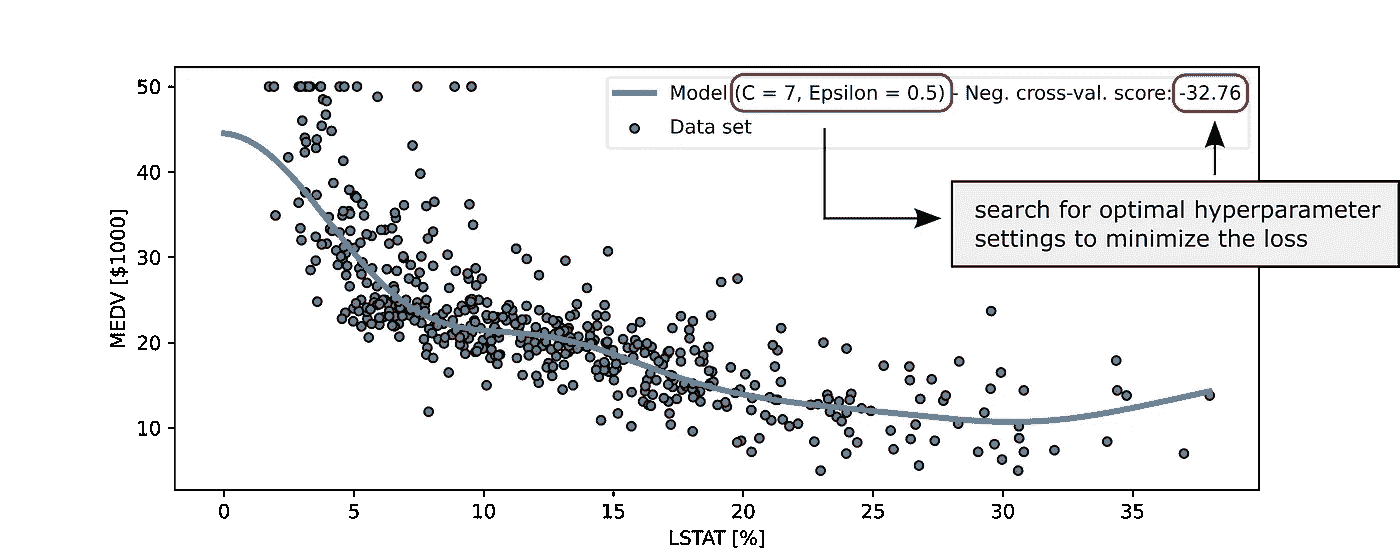 Model (C = 7, Epsilon = 0.5) - Neg. cross-val. score: -32.76
Data set
search for optimal hyperparameter
settings to minimize the loss
MEDV [$1000]
50
40
30
20
10
0 5 10 15 20 25 30 35
LSTAT [%]